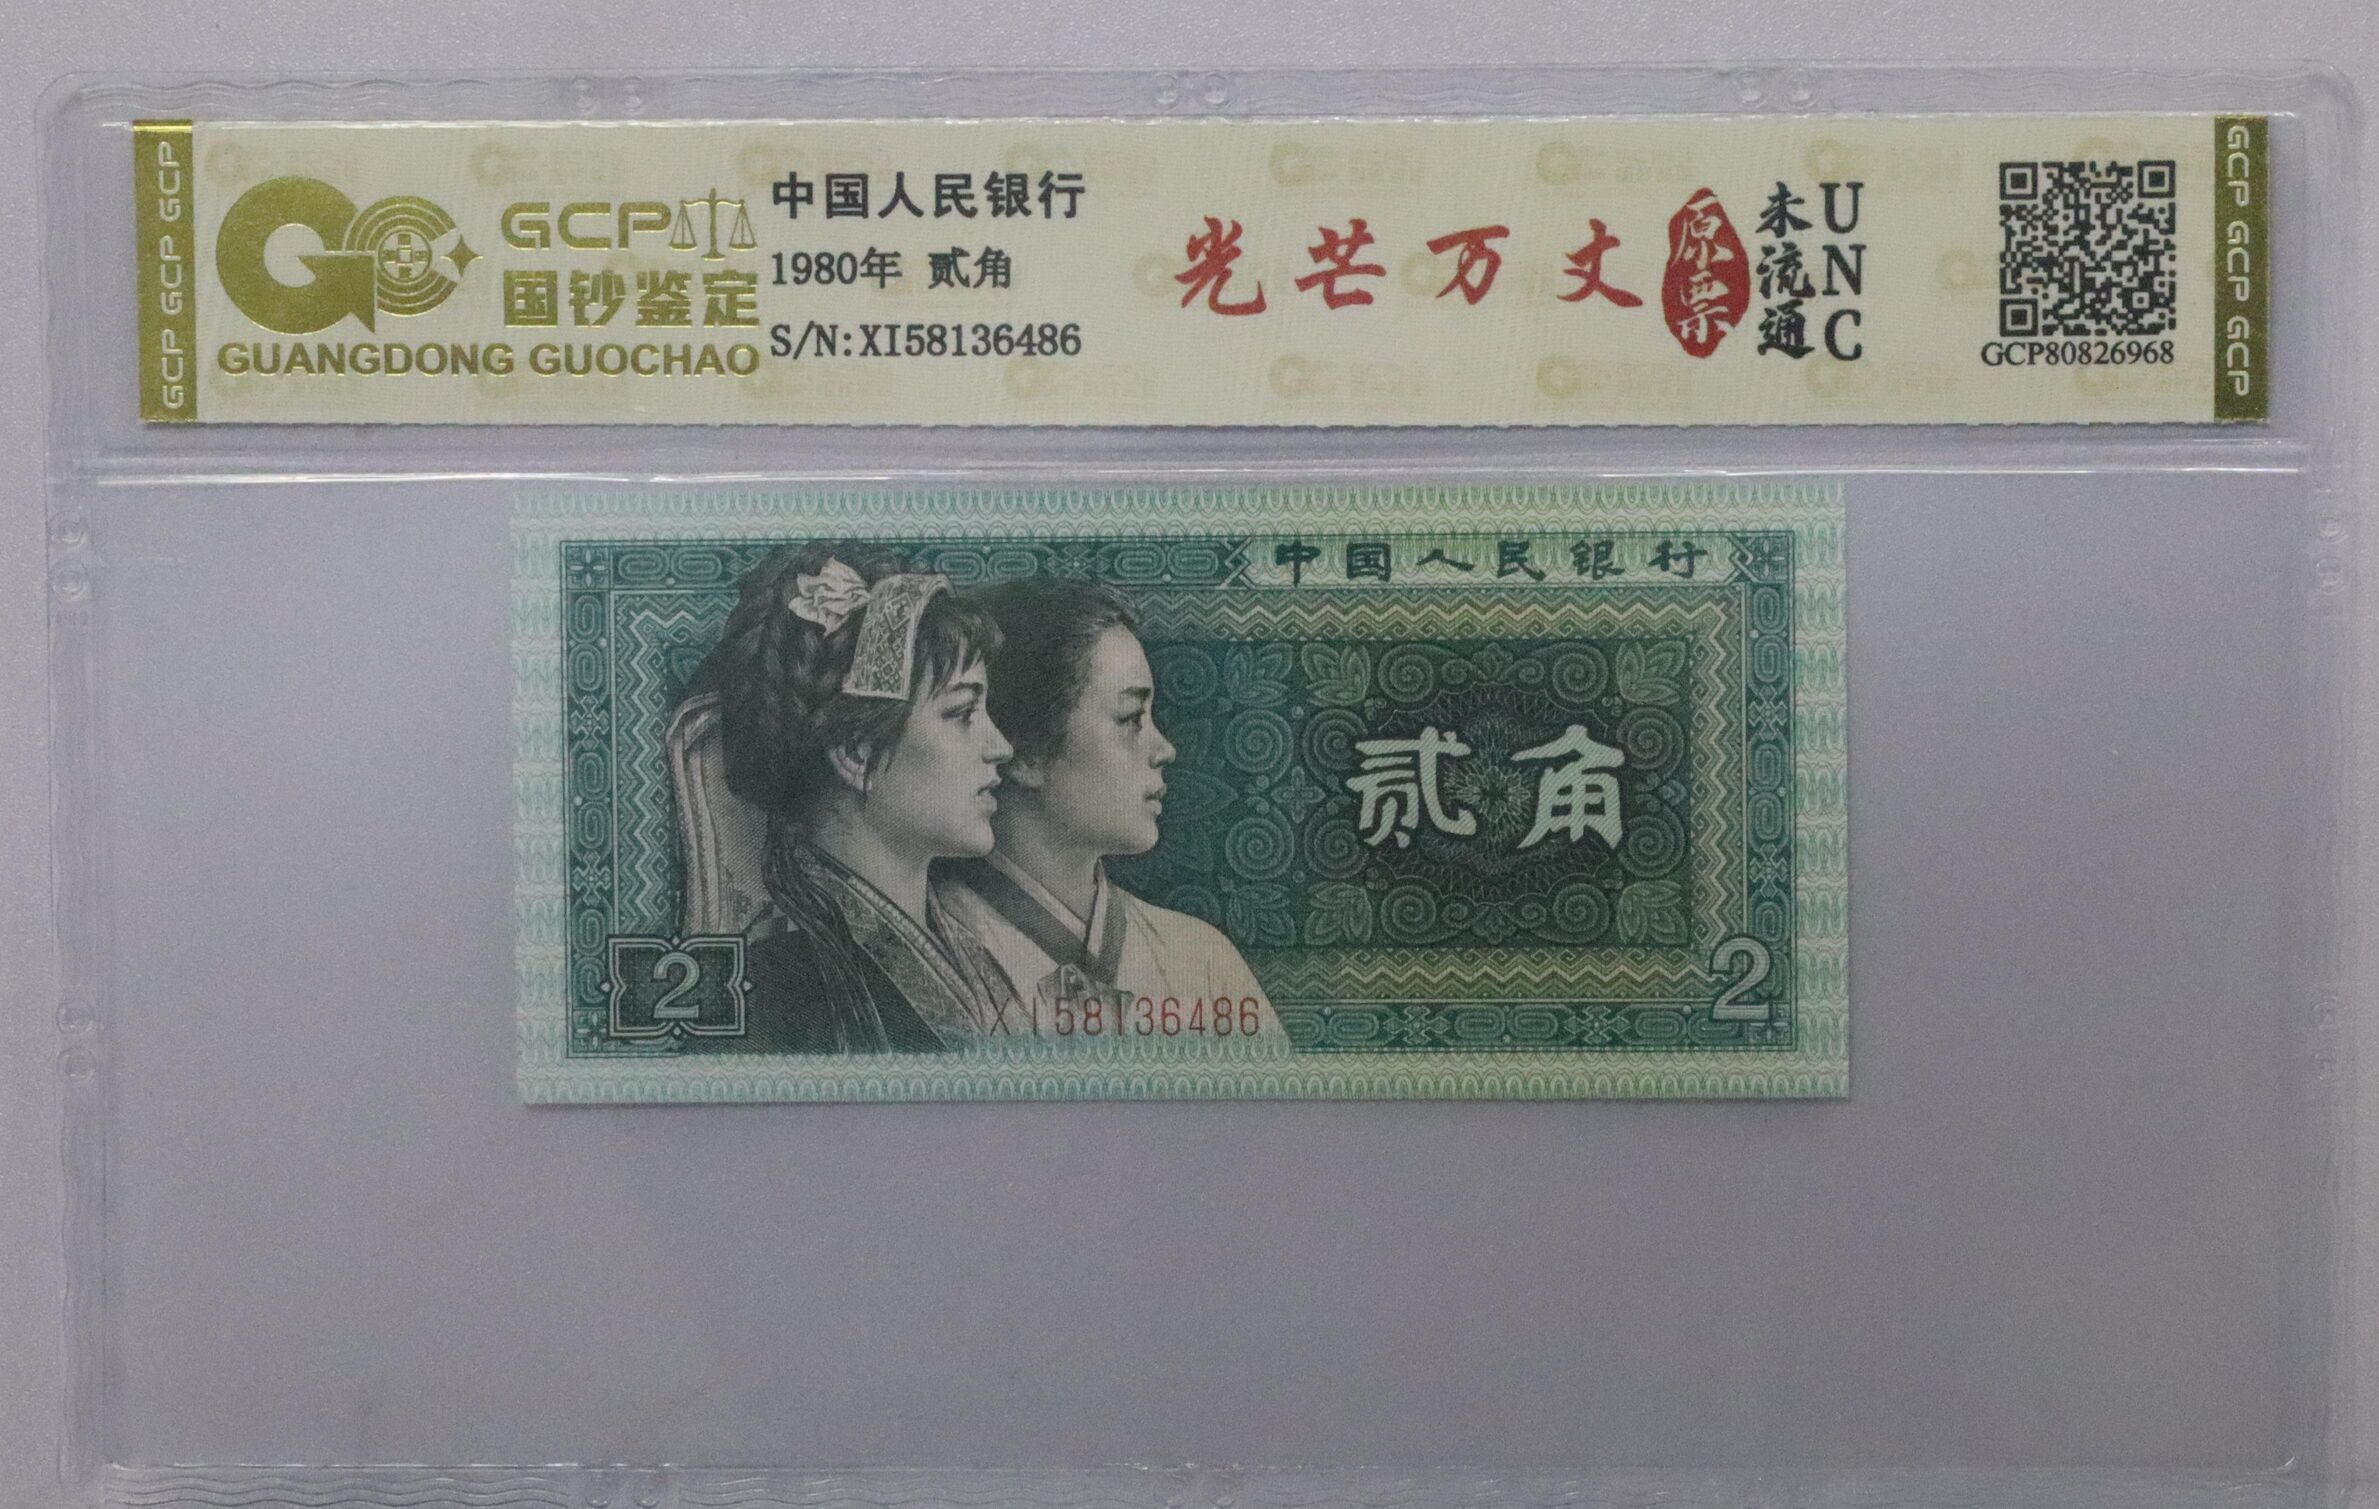 GCP GCP GCP
GCP
国钞鉴定
GUANGDONG GUOCHAO
中国人民银行
1980年 贰角
S/N:XI58136486
光芒万丈
原票
未流通
UNC
GCP80826968
GCP GCP GCP
中国人民银行
贰角
2
2
XI58136486